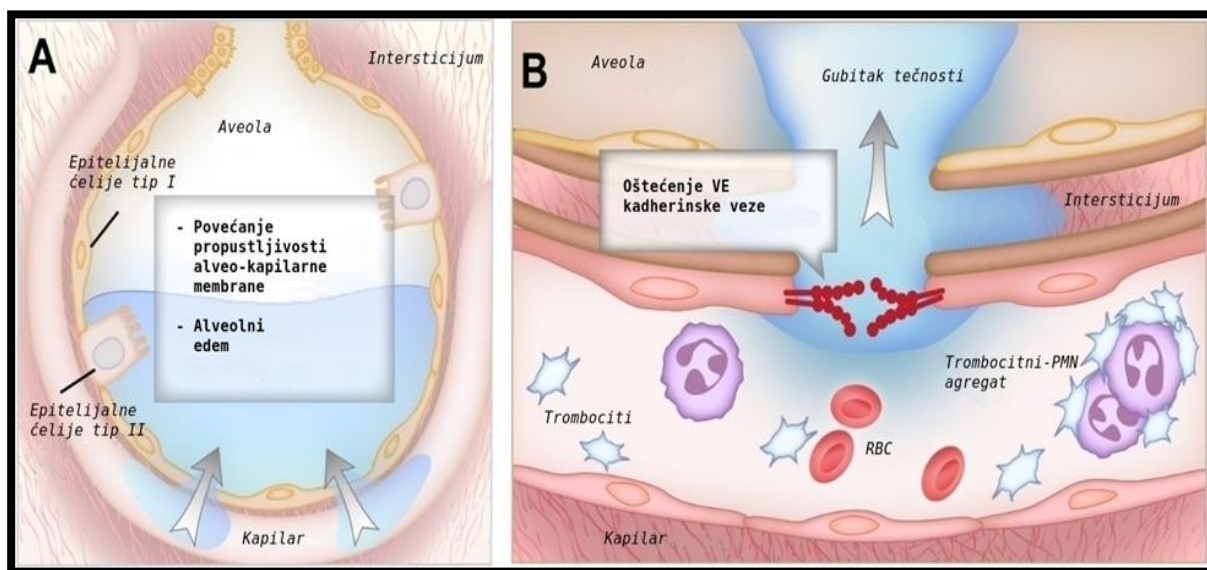 A
Intersticijum
Aveola
Epitelijalne
ćelije tip I
- Povećanje
propustljivosti
alveo-kapilarne
membrane
- Alveolni
edem
Epitelijalne
ćelije tip II
Kapilar
B
Aveola
Gubitak tečnosti
Oštećenje VE
kadherinske veze
Intersticijum
Trombocitni-PMN
agregat
Trombociti
RBC
Kapilar